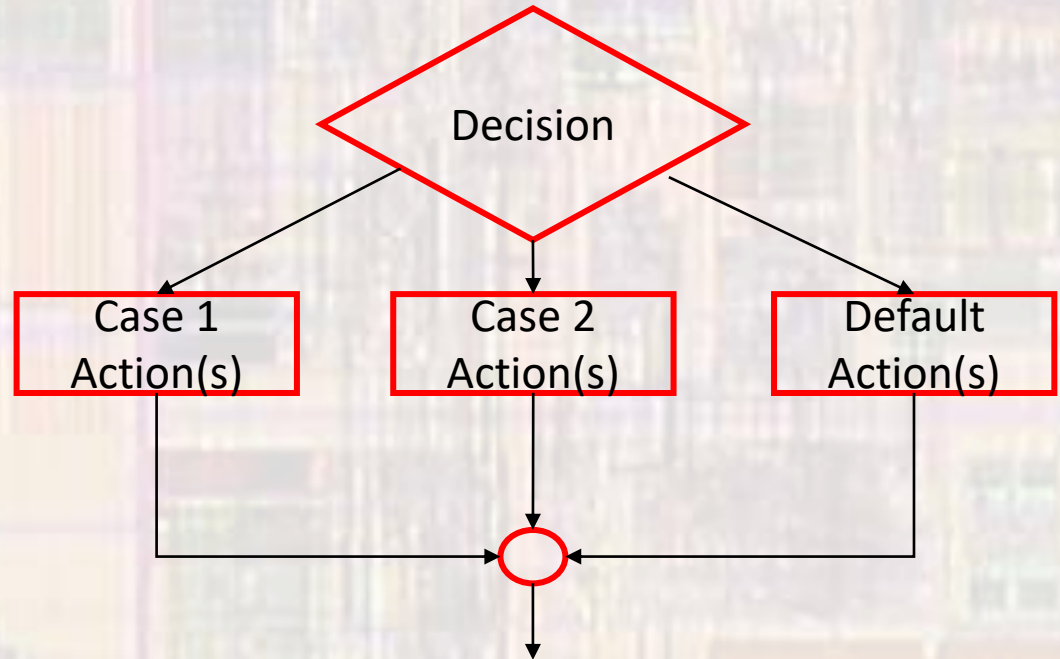 Decision
Case 1
Action(s)
Case 2
Action(s)
Default
Action(s)